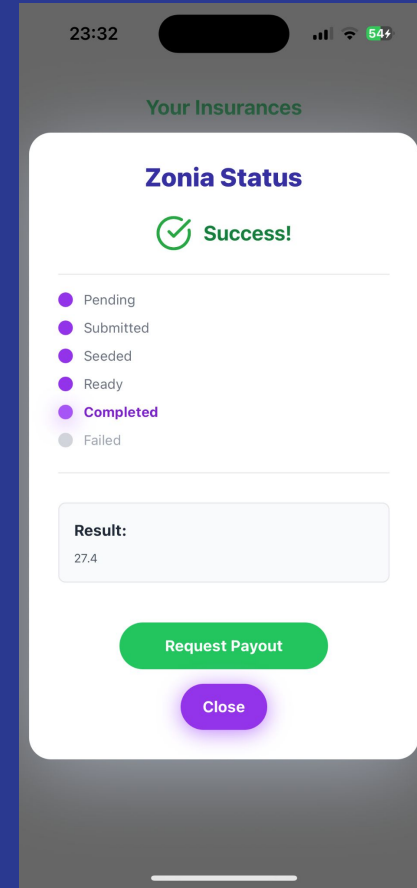 23:32
54
Your Insurances
Zonia Status
Success!
Pending
Submitted
Seeded
Ready
Completed
Failed
Result:
27.4
Request Payout
Close